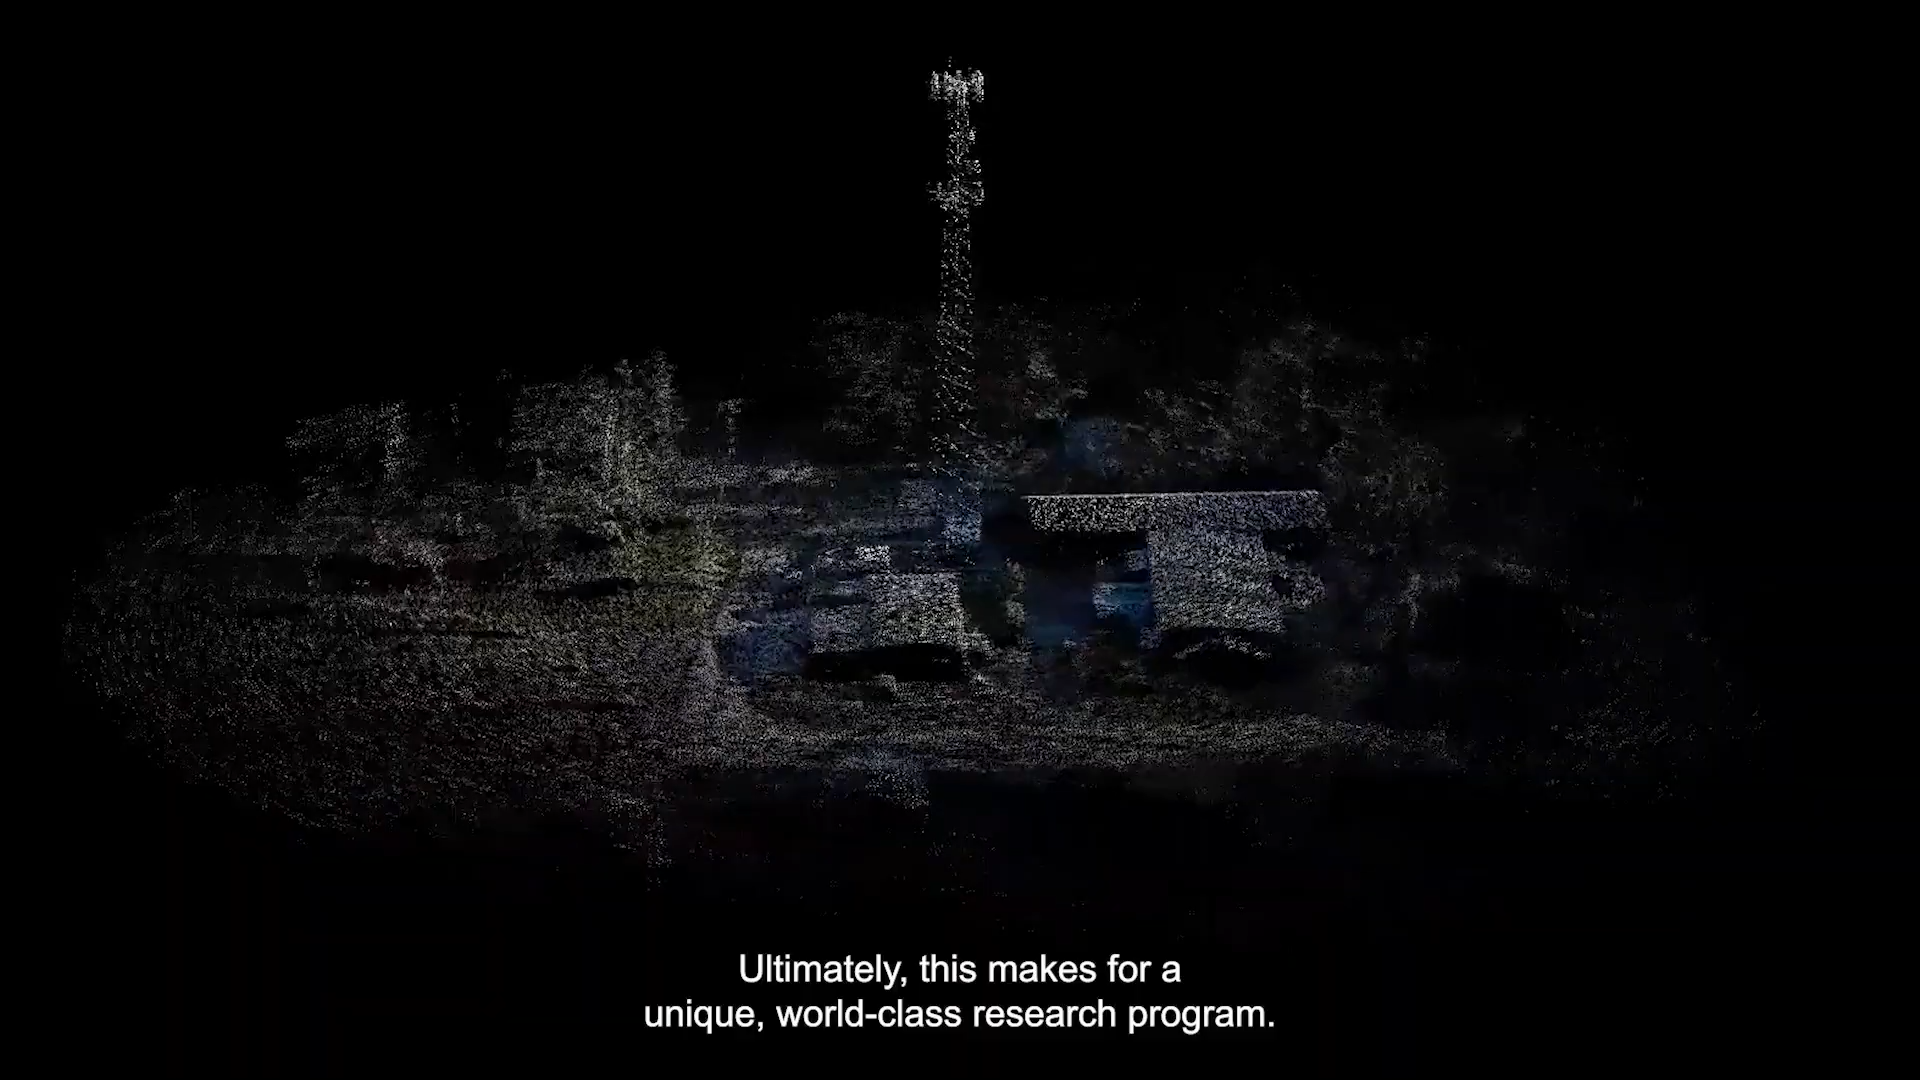 Ultimately, this makes for a
unique, world-class research program.